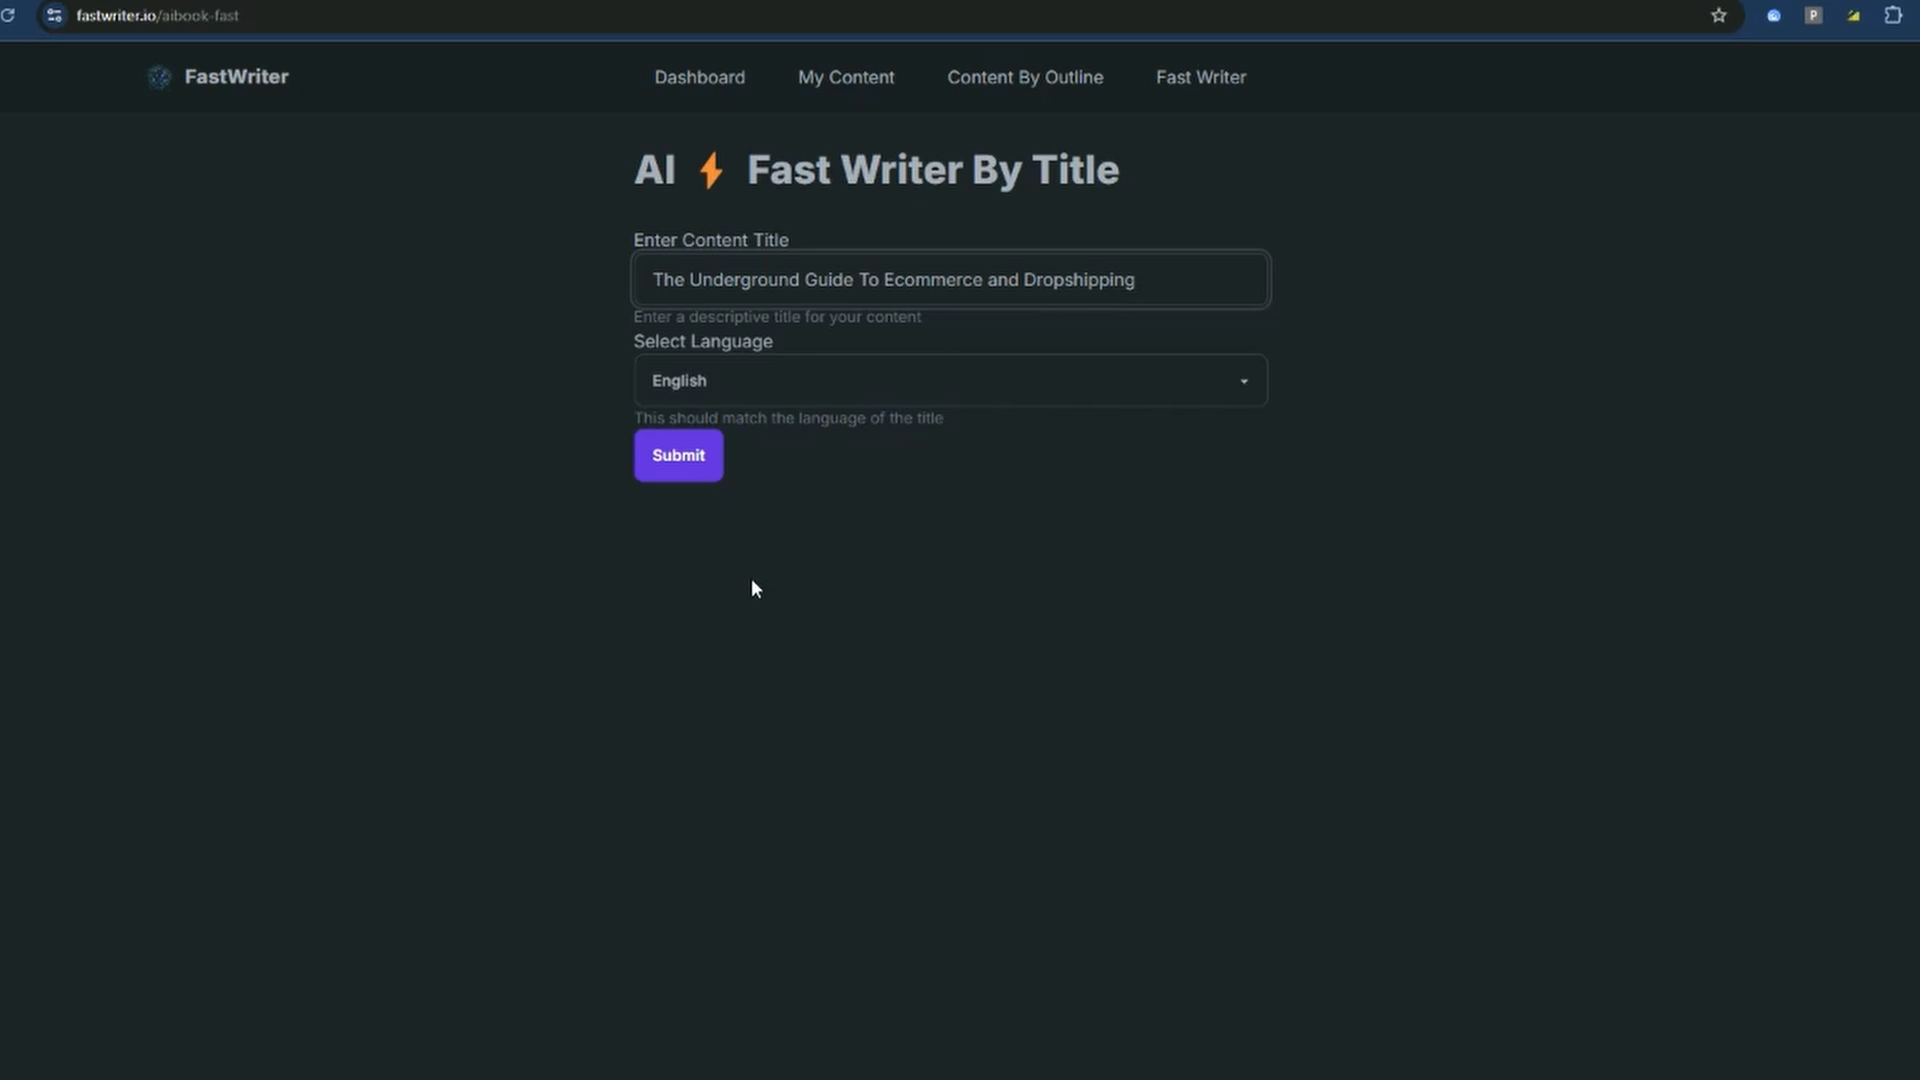 fastwriter.io/aibook-fast
P
FastWriter Dashboard My Content Content By Outline Fast Writer
AI ⚡ Fast Writer By Title
Enter Content Title
The Underground Guide To Ecommerce and Dropshipping
Enter a descriptive title for your content
Select Language
English
This should match the language of the title
Submit